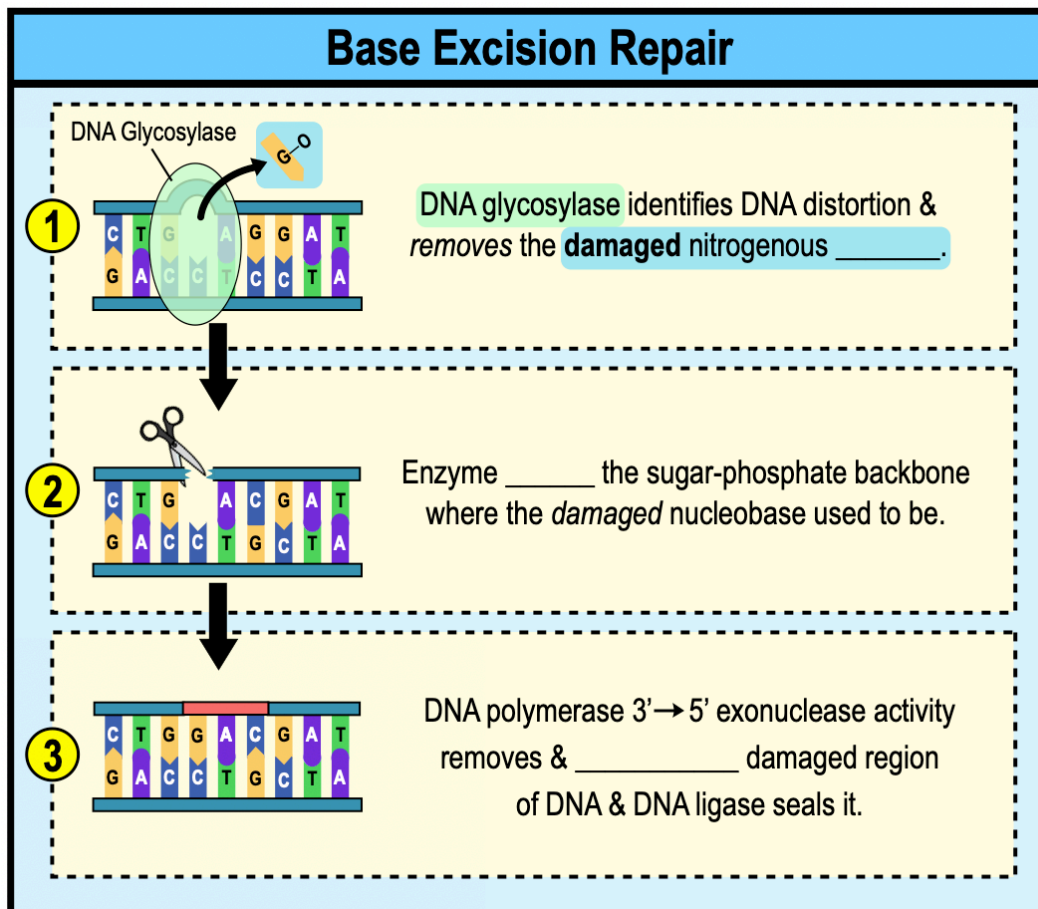 Base Excision Repair
DNA Glycosylase
G-O
1
C T G A G G A T
G A C C T C C T A
DNA glycosylase identifies DNA distortion &
removes the damaged nitrogenous _______.
2
C T G A C G A T
G A C C T G C T A
Enzyme ______ the sugar-phosphate backbone
where the damaged nucleobase used to be.
3
C T G G A C G A T
G A C C T G C T A
DNA polymerase 3’→5’ exonuclease activity
removes & ___________ damaged region
of DNA & DNA ligase seals it.